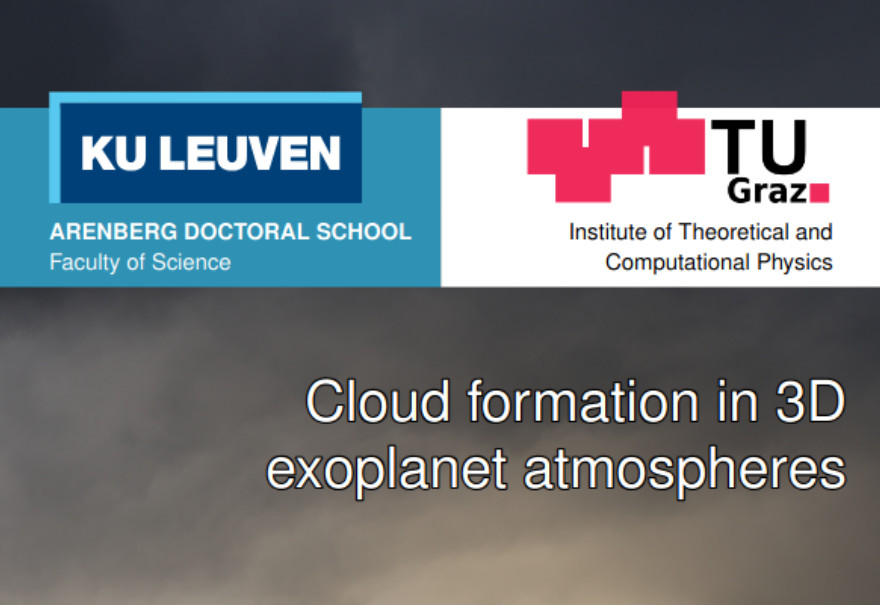 KU LEUVEN
ARENBERG DOCTORAL SCHOOL
Faculty of Science
TU
Graz
Institute of Theoretical and
Computational Physics
Cloud formation in 3D
exoplanet atmospheres